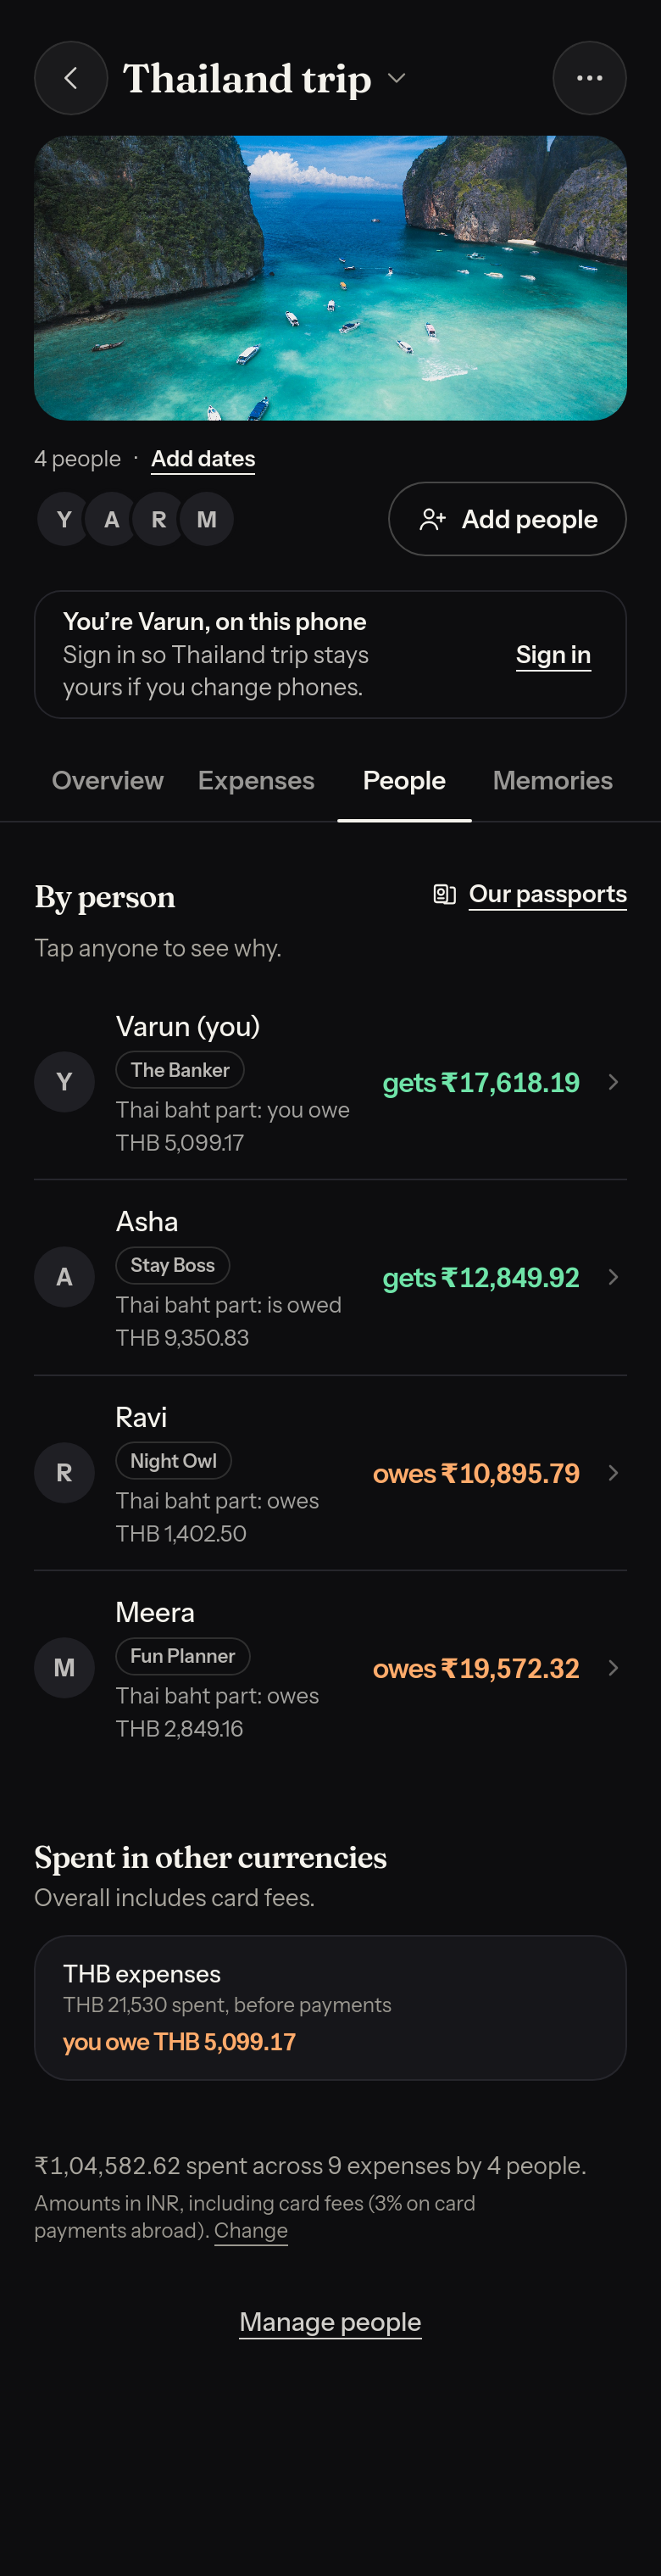 Thailand trip
4 people · Add dates
Y A R M
Add people
You’re Varun, on this phone
Sign in so Thailand trip stays
yours if you change phones.
Sign in
Overview Expenses People Memories
By person
Our passports
Tap anyone to see why.
Y
Varun (you)
The Banker
Thai baht part: you owe
THB 5,099.17
gets ₹17,618.19
A
Asha
Stay Boss
Thai baht part: is owed
THB 9,350.83
gets ₹12,849.92
R
Ravi
Night Owl
Thai baht part: owes
THB 1,402.50
owes ₹10,895.79
M
Meera
Fun Planner
Thai baht part: owes
THB 2,849.16
owes ₹19,572.32
Spent in other currencies
Overall includes card fees.
THB expenses
THB 21,530 spent, before payments
you owe THB 5,099.17
₹1,04,582.62 spent across 9 expenses by 4 people.
Amounts in INR, including card fees (3% on card
payments abroad). Change
Manage people